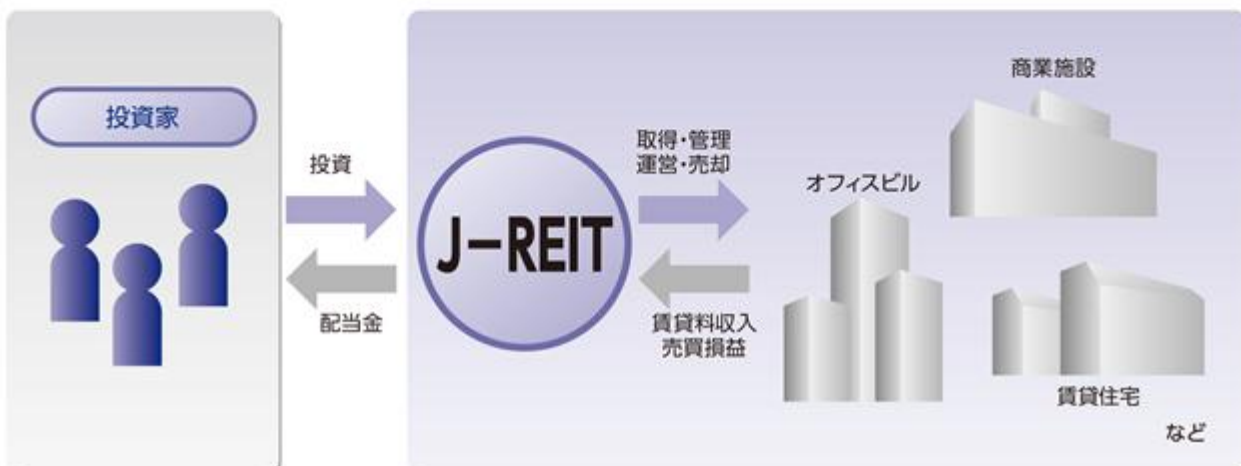 投資家
投資
配当金
J-REIT
取得・管理
運営・売却
賃貸料収入
売買損益
商業施設
オフィスビル
賃貸住宅
など